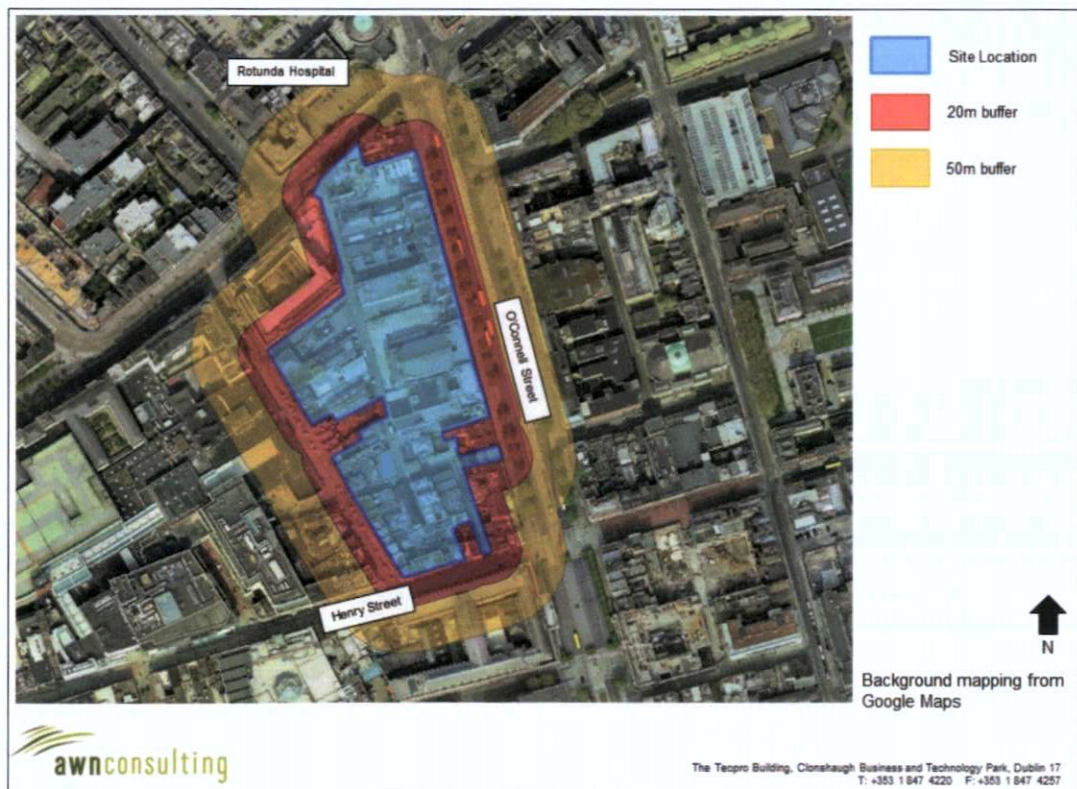 Rotunda Hospital
O'Connell Street
Henry Street
Site Location
20m buffer
50m buffer
N
Background mapping from
Google Maps
awnconsulting
The Tecpro Building, Clonshaugh Business and Technology Park, Dublin 17
T: +353 1 847 4220 F: +353 1 847 4257